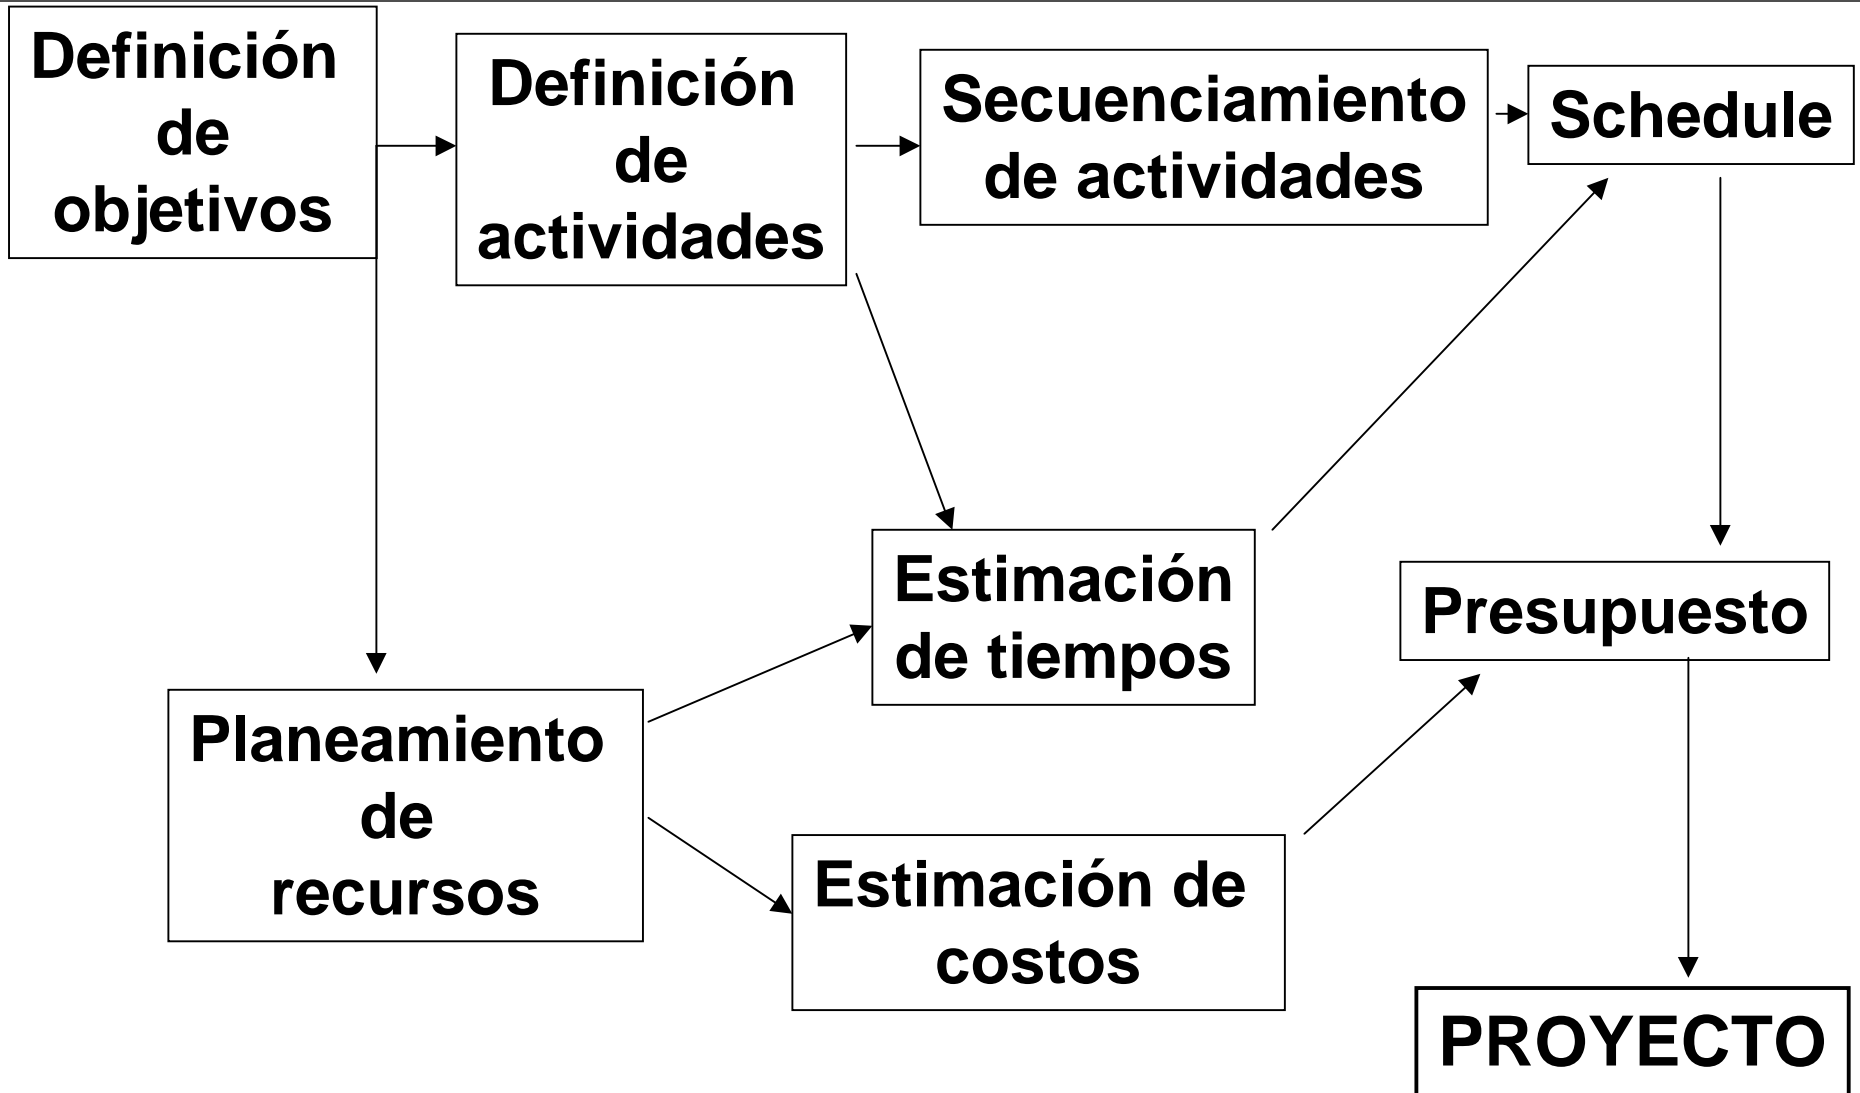 Definición
de
objetivos
Definición
de
actividades
Secuenciamiento
de actividades
Schedule
Estimación
de tiempos
Presupuesto
Planeamiento
de
recursos
Estimación de
costos
PROYECTO